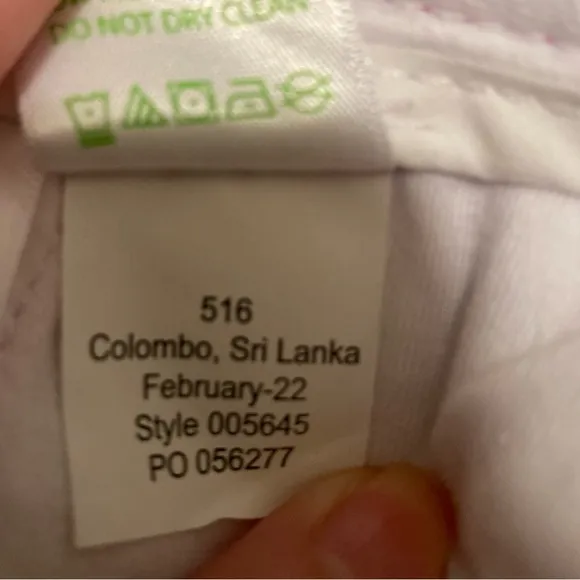 DO NOT DRY CLEAN
516
Colombo, Sri Lanka
February-22
Style 005645
PO 056277